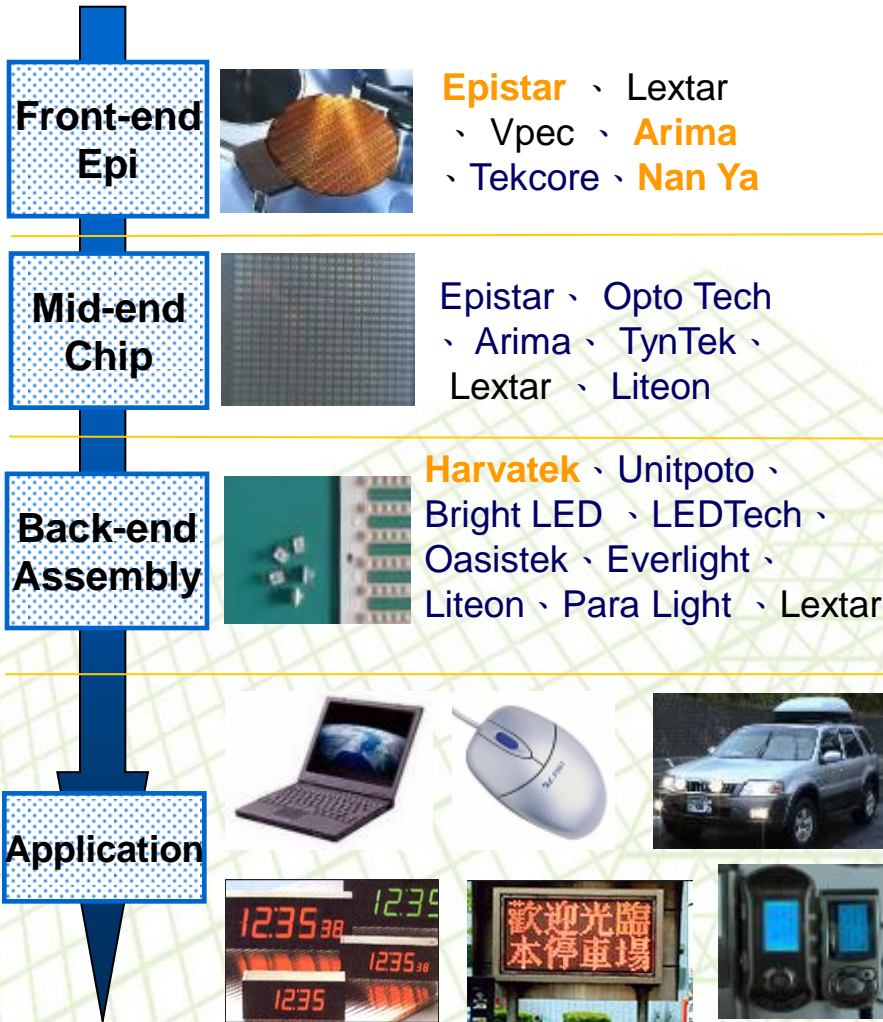 Front-end
Epi
Epistar 、 Lextar
、 Vpec 、 Arima
、Tekcore、Nan Ya
Mid-end
Chip
Epistar、 Opto Tech
、 Arima、 TynTek、
Lextar 、 Liteon
Back-end
Assembly
Harvatek、Unitpoto、
Bright LED 、LEDTech、
Oasistek、Everlight、
Liteon、Para Light 、Lextar
Application
12:35 38
12:35
12:35 38
12:35
歡迎光臨
本停車場